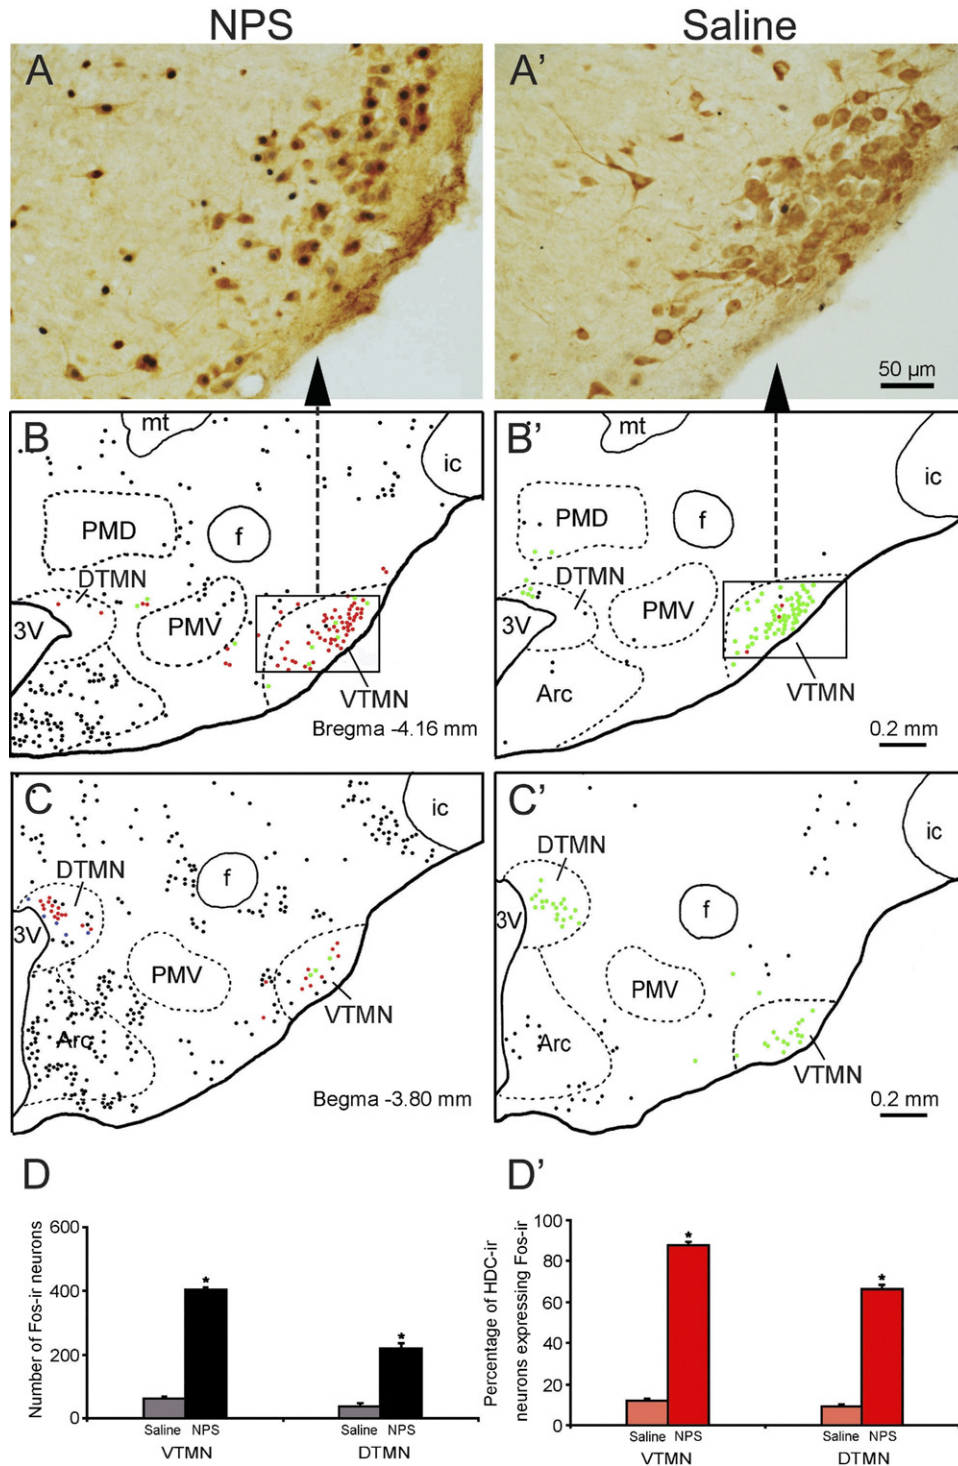 NPS Saline
A A'
50 µm
B B'
mt mt
ic ic
PMD f PMD f
DTMN DTMN
3V PMV 3V PMV
VTMN VTMN
Arc
Bregma -4.16 mm 0.2 mm
C C'
ic ic
DTMN DTMN
f f
3V 3V
PMV PMV
VTMN VTMN
Arc Arc
Begma -3.80 mm 0.2 mm
D
Number of Fos-ir neurons
600
400
200
0
Saline NPS Saline NPS
VTMN DTMN
* *
D'
Percentage of HDC-ir
neurons expressing Fos-ir
100
80
60
40
20
0
Saline NPS Saline NPS
VTMN DTMN
* *